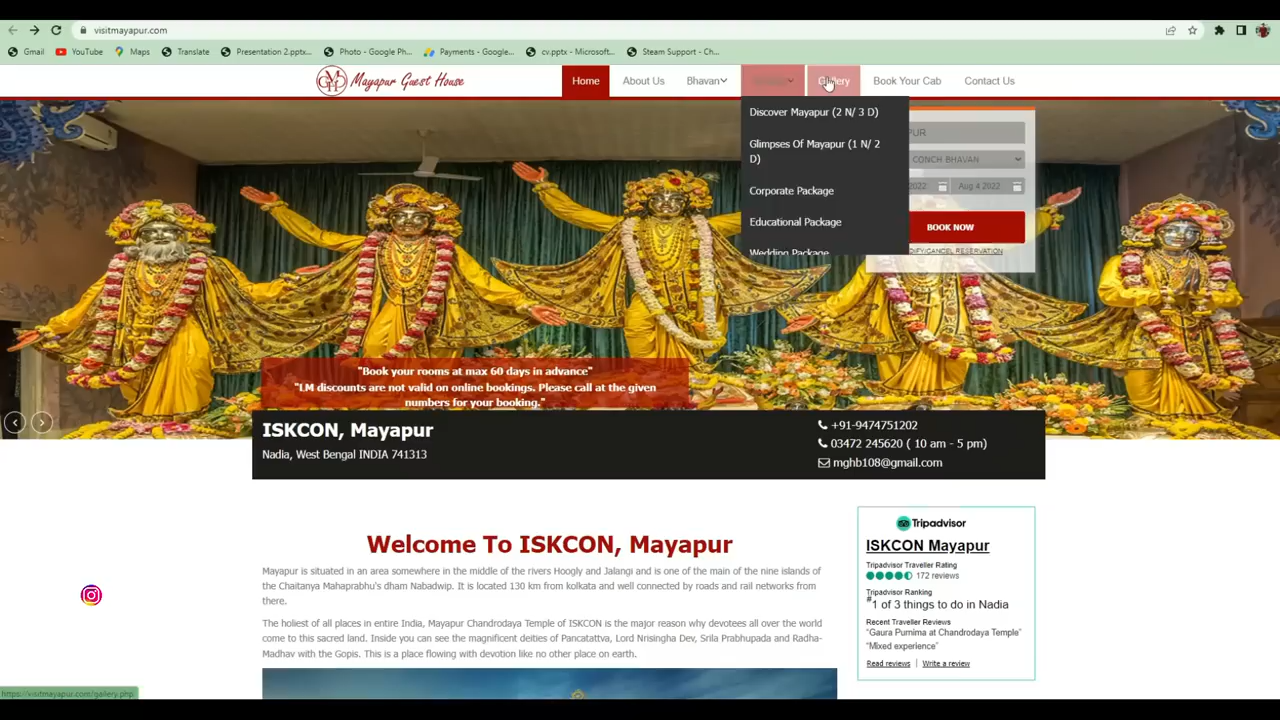 visitmayapur.com
Gmail
YouTube
Maps
Translate
Presentation 2.pptx...
Photo - Google Ph...
Payments - Google...
cv.pptx - Microsoft...
Steam Support - Ch...
Mayapur Guest House
Home
About Us
Bhavan
Gallery
Book Your Cab
Contact Us
Discover Mayapur (2 N/ 3 D)
Glimpses Of Mayapur (1 N/ 2
D)
Corporate Package
Educational Package
Wedding Package
PUR
CONCH BHAVAN
2022
Aug 4 2022
BOOK NOW
DIFY/CANCEL RESERVATION
"Book your rooms at max 60 days in advance"
"LM discounts are not valid on online bookings. Please call at the given
numbers for your booking."
ISKCON, Mayapur
Nadia, West Bengal INDIA 741313
+91-9474751202
03472 245620 ( 10 am - 5 pm)
mghb108@gmail.com
Welcome To ISKCON, Mayapur
Mayapur is situated in an area somewhere in the middle of the rivers Hoogly and Jalangi and is one of the main of the nine islands of
the Chaitanya Mahaprabhu's dham Nabadwip. It is located 130 km from kolkata and well connected by roads and rail networks from
there.
The holiest of all places in entire India, Mayapur Chandrodaya Temple of ISKCON is the major reason why devotees all over the world
come to this sacred land. Inside you can see the magnificent deities of Pancatattva, Lord Nrisingha Dev, Srila Prabhupada and Radha-
Madhav with the Gopis. This is a place flowing with devotion like no other place on earth.
Tripadvisor
ISKCON Mayapur
Tripadvisor Traveller Rating
172 reviews
Tripadvisor Ranking
#1 of 3 things to do in Nadia
Recent Traveller Reviews
"Gaura Purnima at Chandrodaya Temple"
"Mixed experience"
Read reviews | Write a review
https://visitmayapur.com/gallery.php